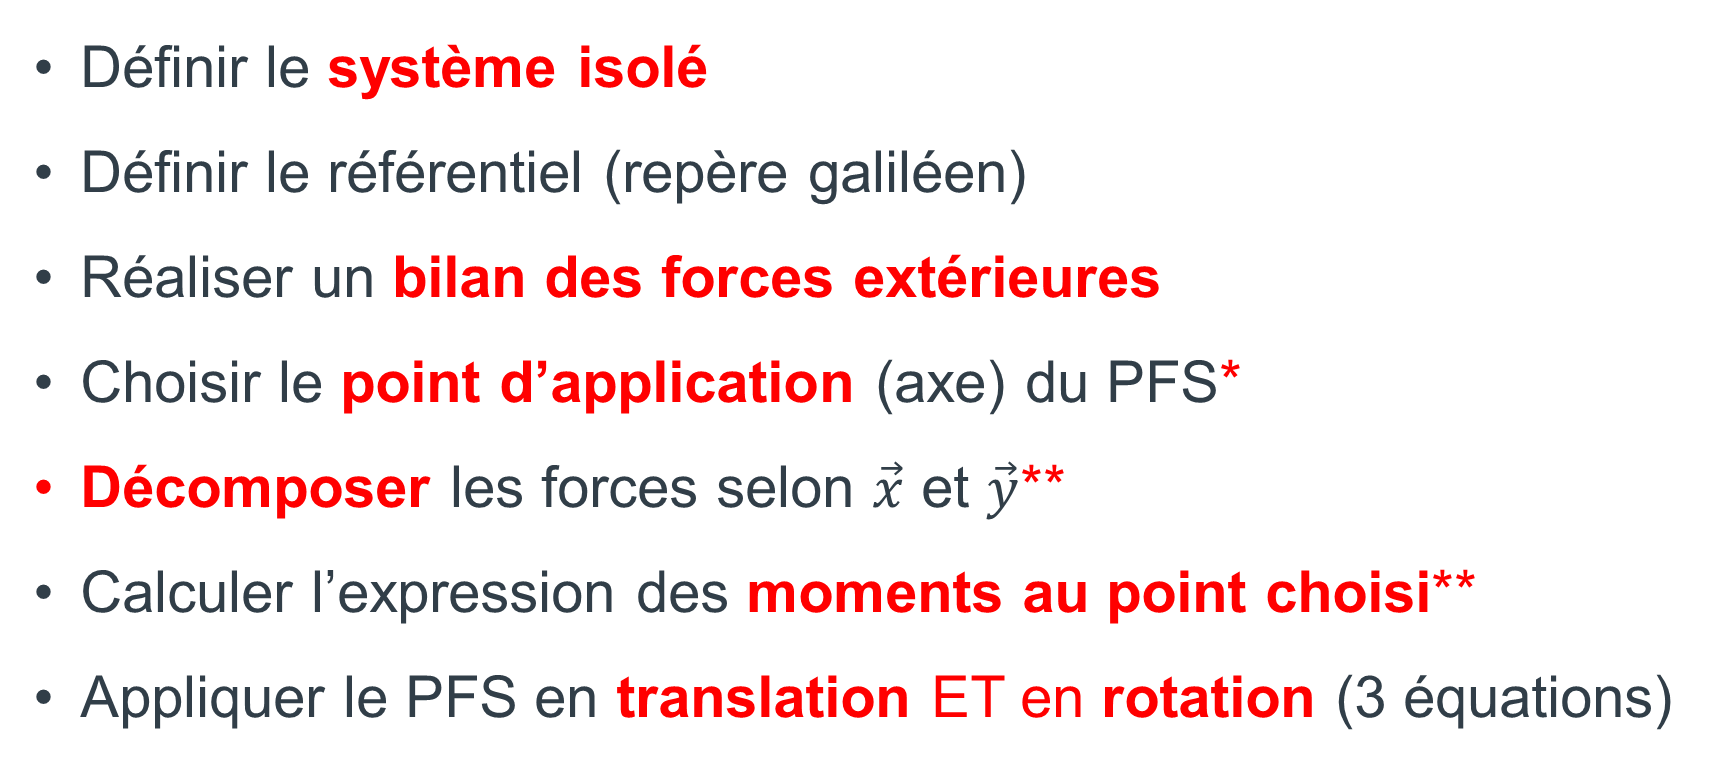 • Définir le système isolé
• Définir le référentiel (repère galiléen)
• Réaliser un bilan des forces extérieures
• Choisir le point d’application (axe) du PFS*
• Décomposer les forces selon x⃗ et y⃗**
• Calculer l’expression des moments au point choisi**
• Appliquer le PFS en translation ET en rotation (3 équations)